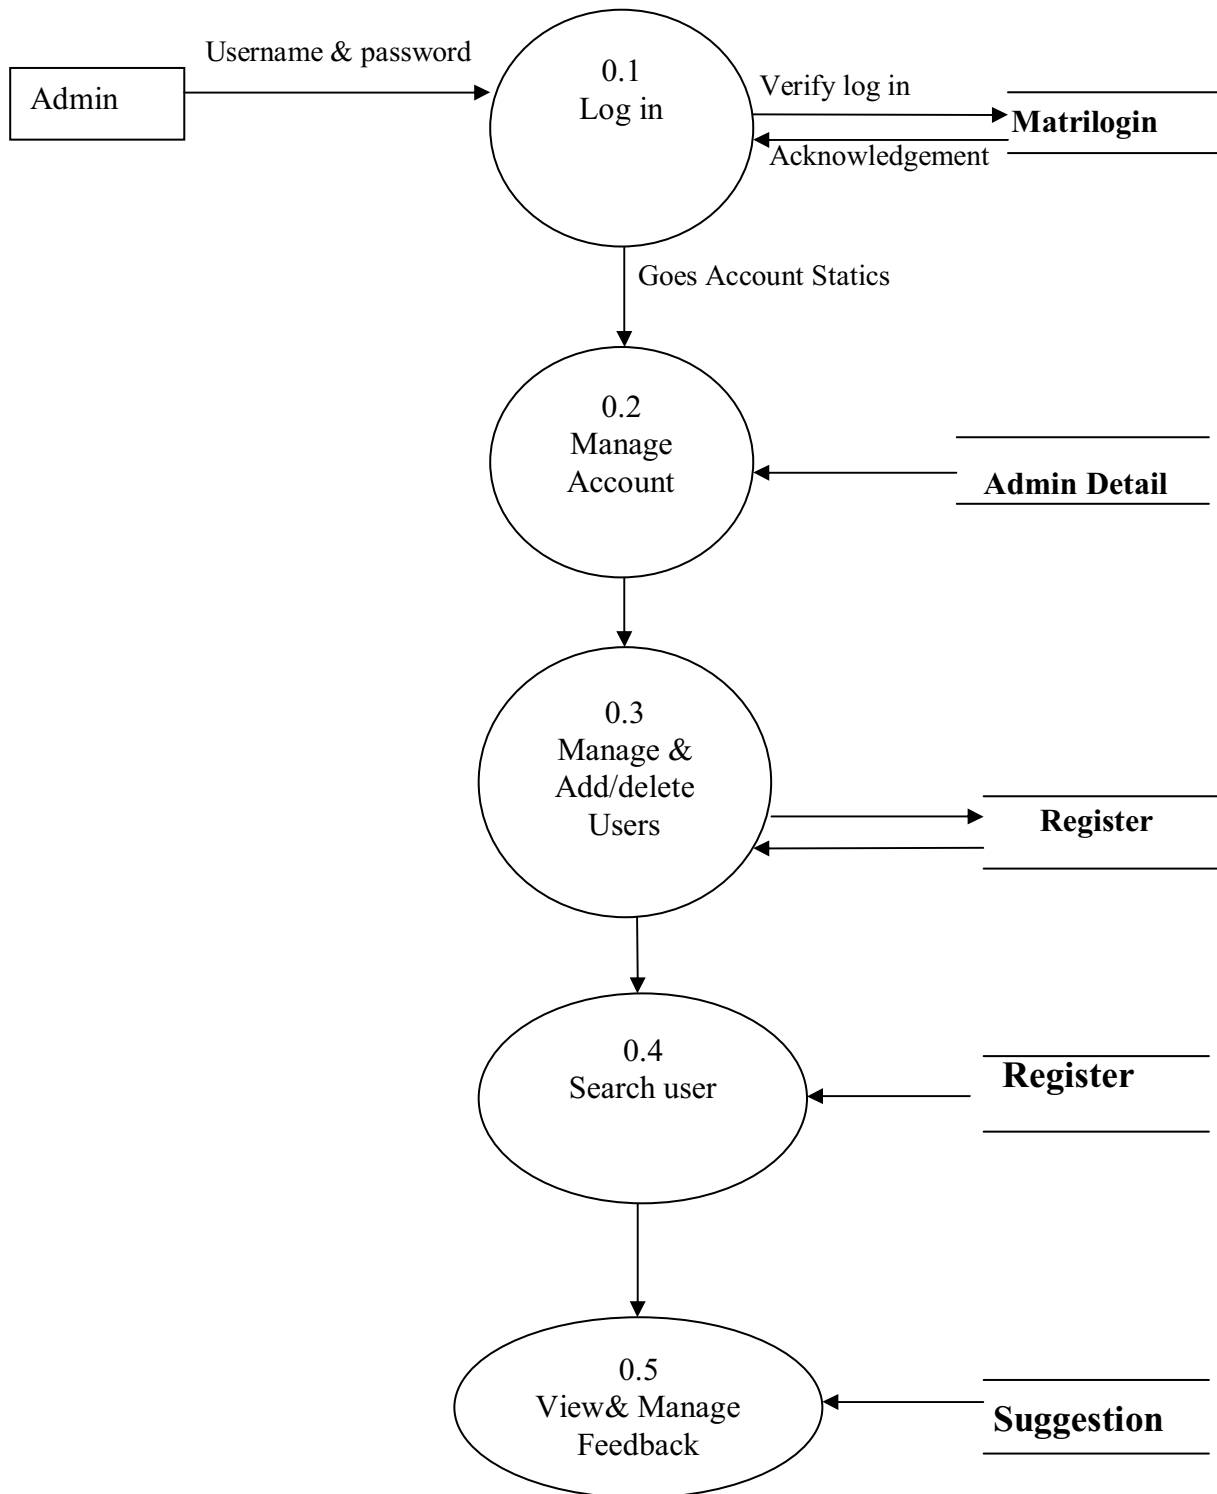 Username & password
Admin
0.1
Log in
Verify log in
Matrilogin
Acknowledgement
Goes Account Statics
0.2
Manage
Account
Admin Detail
0.3
Manage &
Add/delete
Users
Register
0.4
Search user
Register
0.5
View& Manage
Feedback
Suggestion